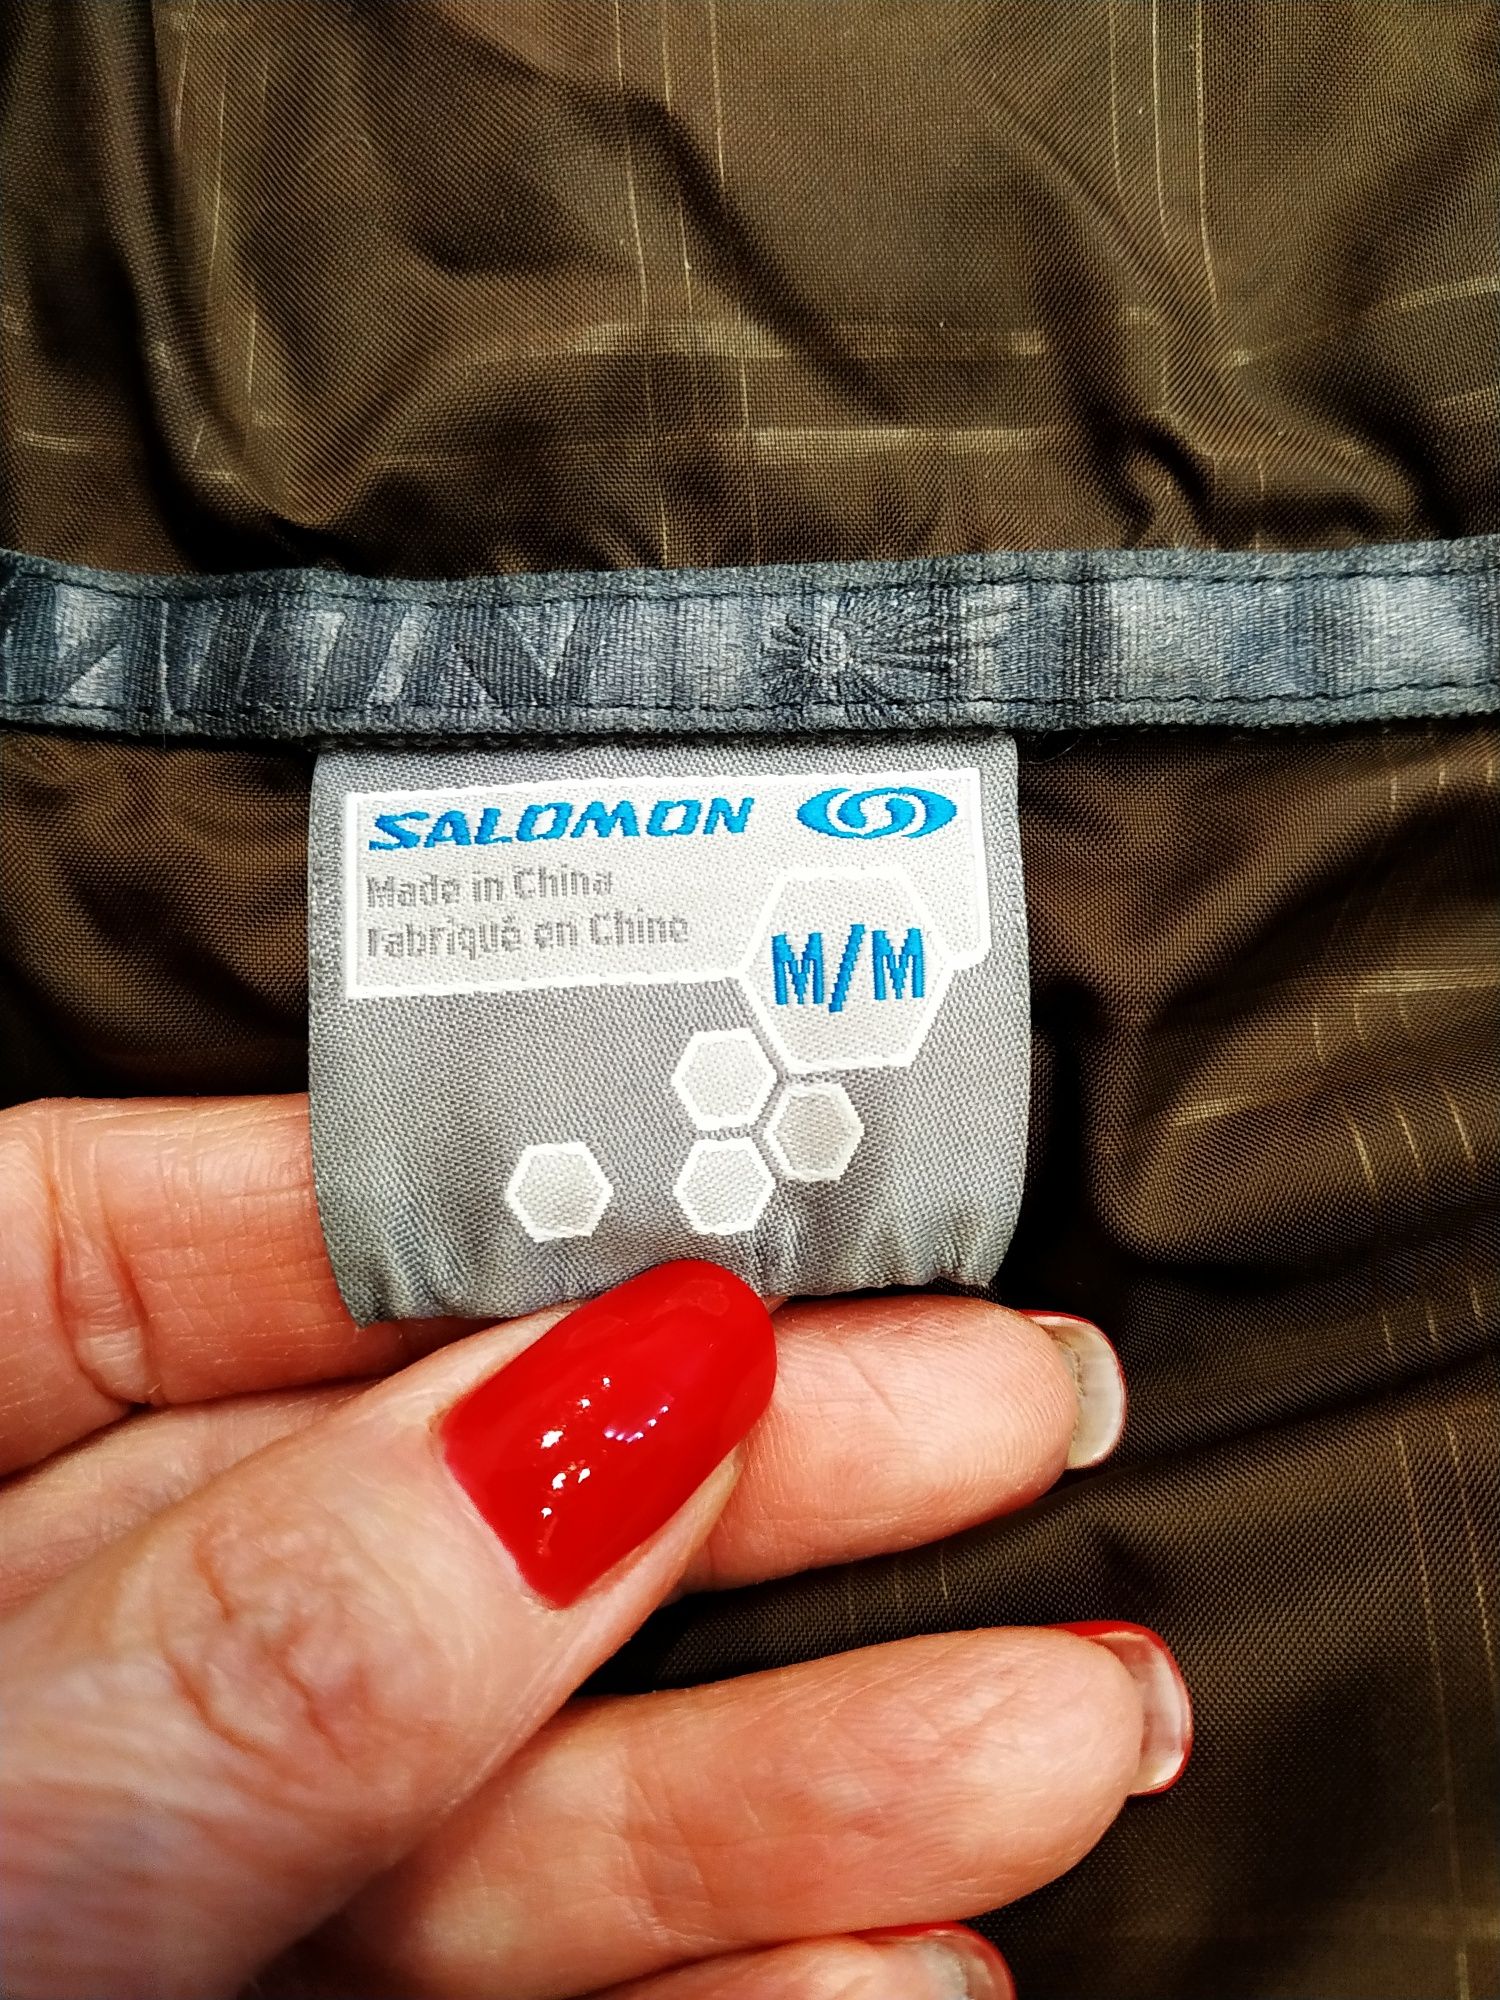 SALOMON
Made in China
Fabriqué en Chine
M/M